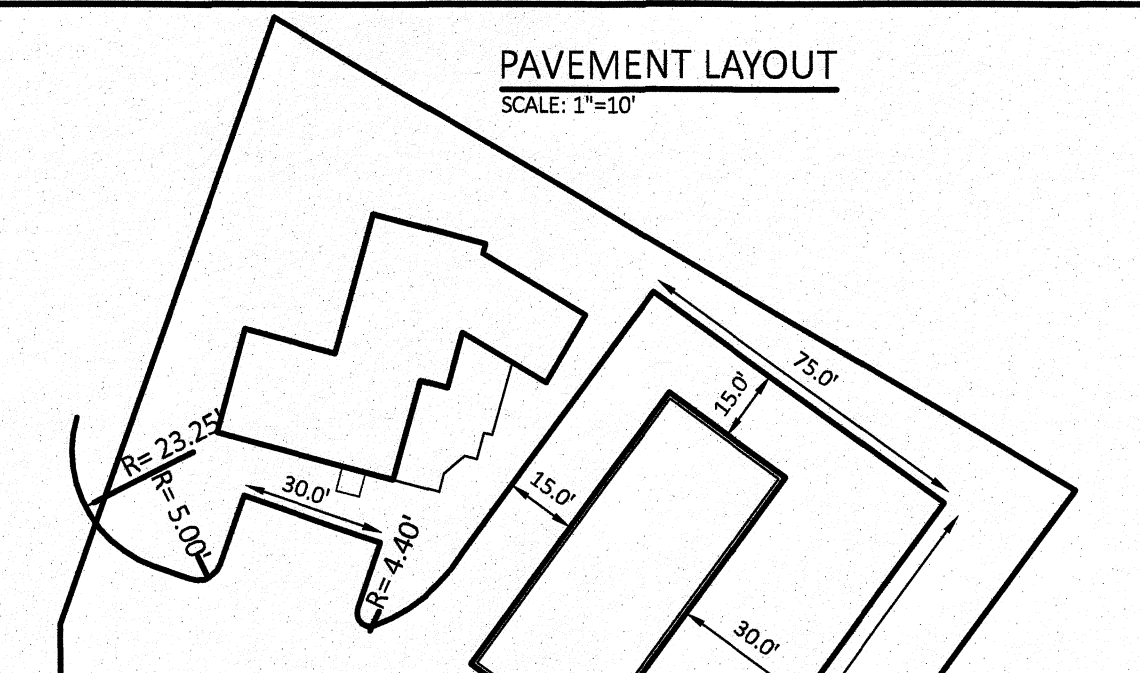 PAVEMENT LAYOUT
SCALE: 1"=10'
75.0'
15.0'
R= 23.25'
30.0'
15.0'
R= 5.00'
R= 4.40'
30.0'